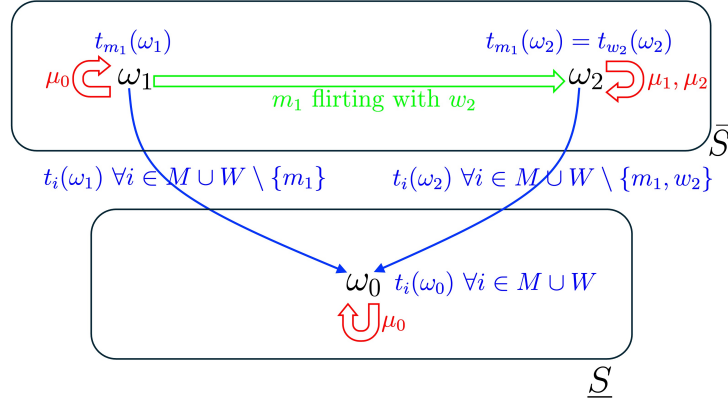 t_{m_1}(ω_1)
t_{m_1}(ω_2) = t_{w_2}(ω_2)
μ_0
ω_1
ω_2
μ_1, μ_2
m_1 flirting with w_2
S̄
t_i(ω_1) ∀i ∈ M ∪ W \ {m_1}
t_i(ω_2) ∀i ∈ M ∪ W \ {m_1, w_2}
ω_0 t_i(ω_0) ∀i ∈ M ∪ W
μ_0
S̲